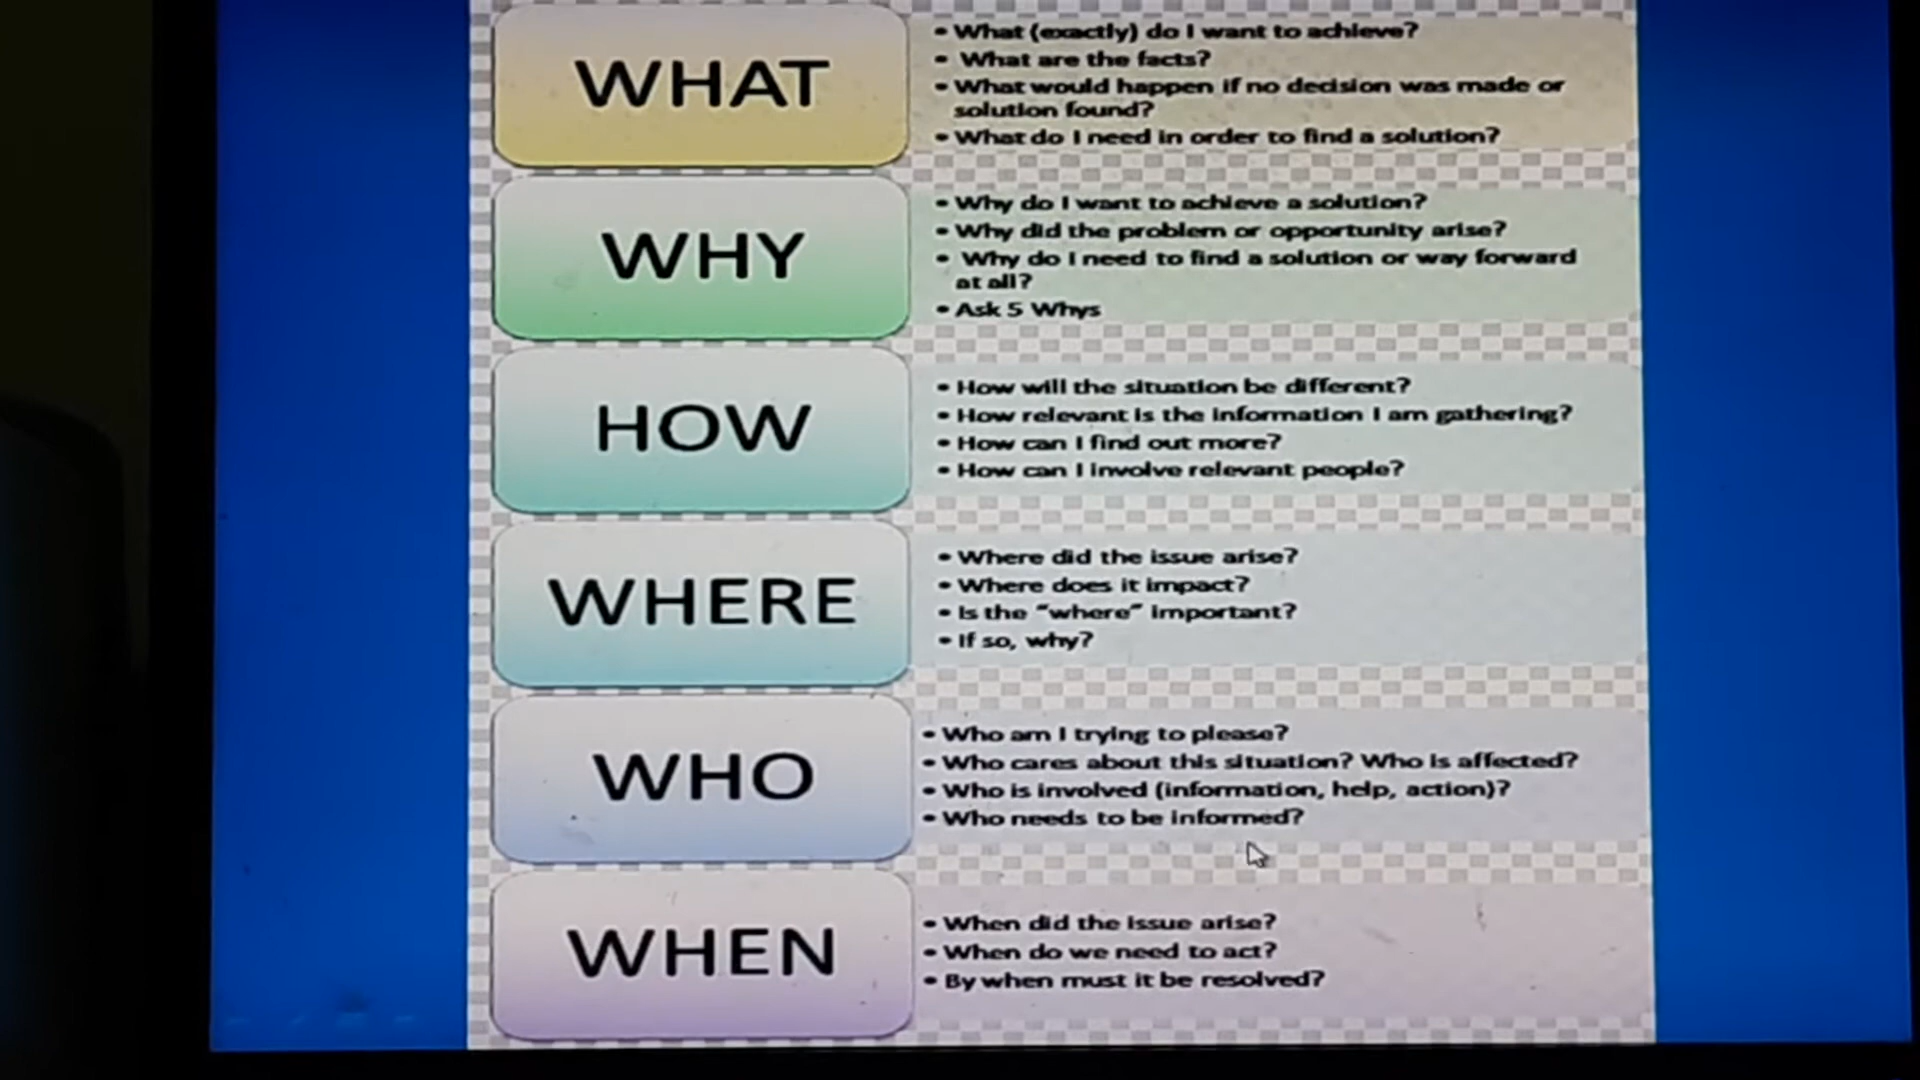 WHAT
• What (exactly) do I want to achieve?
• What are the facts?
• What would happen if no decision was made or
solution found?
• What do I need in order to find a solution?
WHY
• Why do I want to achieve a solution?
• Why did the problem or opportunity arise?
• Why do I need to find a solution or way forward
at all?
• Ask 5 Whys
HOW
• How will the situation be different?
• How relevant is the information I am gathering?
• How can I find out more?
• How can I involve relevant people?
WHERE
• Where did the issue arise?
• Where does it impact?
• Is the "where" important?
• If so, why?
WHO
• Who am I trying to please?
• Who cares about this situation? Who is affected?
• Who is involved (information, help, action)?
• Who needs to be informed?
WHEN
• When did the issue arise?
• When do we need to act?
• By when must it be resolved?